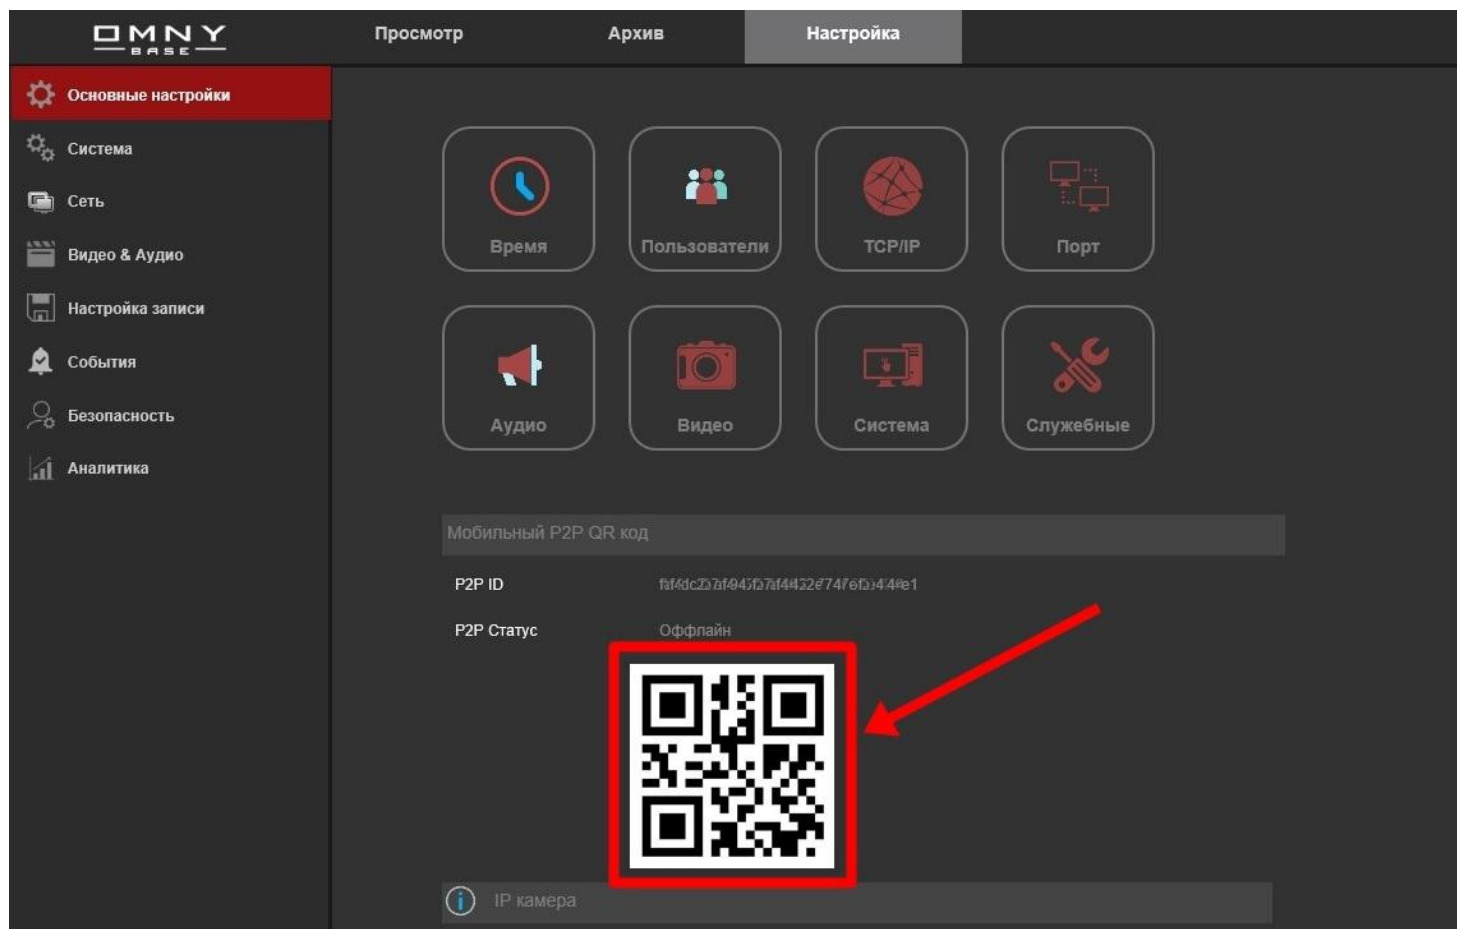 OMNY
BASE
Просмотр
Архив
Настройка
Основные настройки
Система
Сеть
Видео & Аудио
Настройка записи
События
Безопасность
Аналитика
Время
Пользователи
TCP/IP
Порт
Аудио
Видео
Система
Служебные
Мобильный P2P QR код
P2P ID
P2P Статус
Оффлайн
IP камера